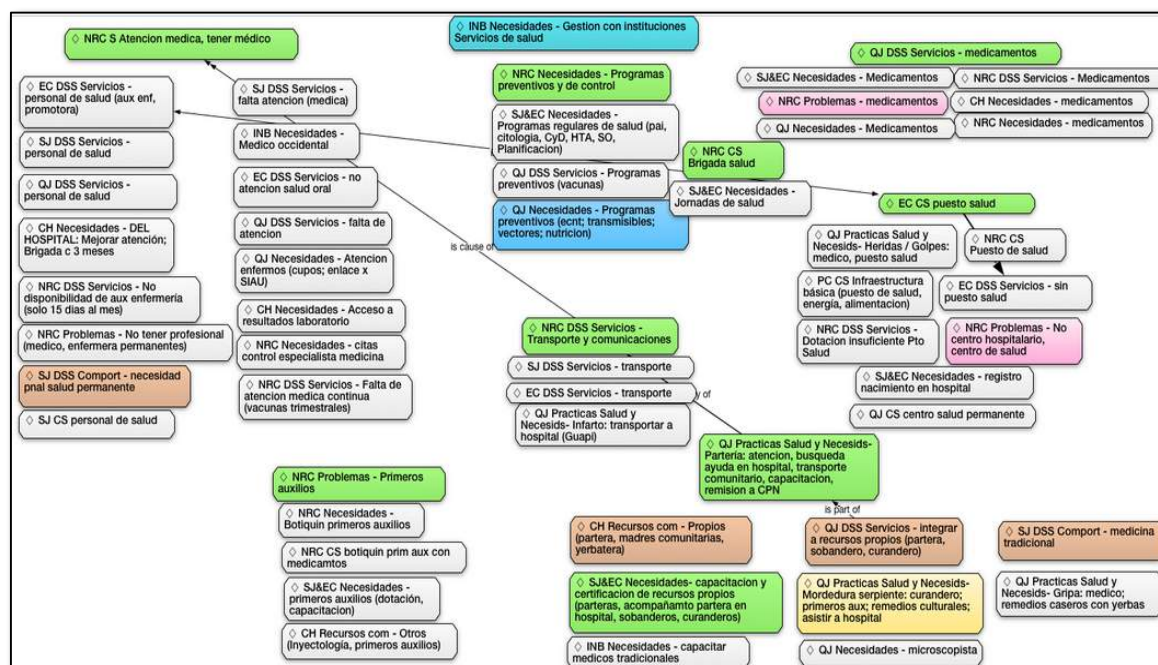 ◇ NRC S Atencion medica, tener médico
◇ EC DSS Servicios -
personal de salud (aux enf,
promotora)
◇ SJ DSS Servicios -
personal de salud
◇ QJ DSS Servicios -
personal de salud
◇ CH Necesidades - DEL
HOSPITAL: Mejorar atención;
Brigada c 3 meses
◇ NRC DSS Servicios - No
disponibilidad de aux enfermería
(solo 15 dias al mes)
◇ NRC Problemas - No tener profesional
(medico, enfermera permanentes)
◇ SJ DSS Comport - necesidad
pnal salud permanente
◇ SJ CS personal de salud
◇ SJ DSS Servicios -
falta atencion (medica)
◇ INB Necesidades -
Medico occidental
◇ EC DSS Servicios - no
atencion salud oral
◇ QJ DSS Servicios - falta de
atencion
◇ QJ Necesidades - Atencion
enfermos (cupos; enlace x
SIAU)
◇ CH Necesidades - Acceso a
resultados laboratorio
◇ NRC Necesidades - citas
control especialista medicina
◇ NRC DSS Servicios - Falta de
atencion medica continua
(vacunas trimestrales)
◇ INB Necesidades - Gestion con instituciones
Servicios de salud
◇ NRC Necesidades - Programas
preventivos y de control
◇ SJ&EC Necesidades -
Programas regulares de salud (pai,
citologia, CyD, HTA, SO,
Planificacion)
◇ QJ DSS Servicios - Programas
preventivos (vacunas)
◇ QJ Necesidades - Programas
preventivos (ecnt; transmisibles;
vectores; nutricion)
is cause of
◇ NRC CS
Brigada salud
◇ SJ&EC Necesidades -
Jornadas de salud
◇ QJ DSS Servicios - medicamentos
◇ SJ&EC Necesidades - Medicamentos
◇ NRC DSS Servicios - Medicamentos
◇ NRC Problemas - medicamentos
◇ CH Necesidades - medicamentos
◇ QJ Necesidades - Medicamentos
◇ NRC Necesidades - medicamentos
◇ EC CS puesto salud
◇ QJ Practicas Salud y
Necesids- Heridas / Golpes:
medico, puesto salud
◇ NRC CS
Puesto de salud
◇ PC CS Infraestructura
básica (puesto de salud,
energía, alimentacion)
◇ EC DSS Servicios - sin
puesto salud
◇ NRC DSS Servicios -
Dotacion insuficiente Pto
Salud
◇ NRC Problemas - No
centro hospitalario,
centro de salud
◇ SJ&EC Necesidades - registro
nacimiento en hospital
◇ QJ CS centro salud permanente
◇ NRC DSS Servicios -
Transporte y comunicaciones
◇ SJ DSS Servicios - transporte
◇ EC DSS Servicios - transporte
y of
◇ QJ Practicas Salud y
Necesids- Infarto: transportar a
hospital (Guapi)
◇ QJ Practicas Salud y Necesids-
Partería: atencion, busqueda
ayuda en hospital, transporte
comunitario, capacitacion,
remision a CPN
is part of
◇ NRC Problemas - Primeros
auxilios
◇ NRC Necesidades -
Botiquin primeros auxilios
◇ NRC CS botiquin prim aux con
medicamtos
◇ SJ&EC Necesidades -
primeros auxilios (dotación,
capacitacion)
◇ CH Recursos com - Otros
(Inyectología, primeros auxilios)
◇ CH Recursos com - Propios
(partera, madres comunitarias,
yerbatera)
◇ SJ&EC Necesidades- capacitacion y
certificacion de recursos propios
(parteras, acompañamto partera en
hospital, sobanderos, curanderos)
◇ INB Necesidades - capacitar
medicos tradicionales
◇ QJ DSS Servicios - integrar
a recursos propios (partera,
sobandero, curandero)
◇ QJ Practicas Salud y Necesids-
Mordedura serpiente: curandero;
primeros aux; remedios culturales;
asistir a hospital
◇ QJ Necesidades - microscopista
◇ SJ DSS Comport - medicina
tradicional
◇ QJ Practicas Salud y
Necesids- Gripa: medico;
remedios caseros con yerbas